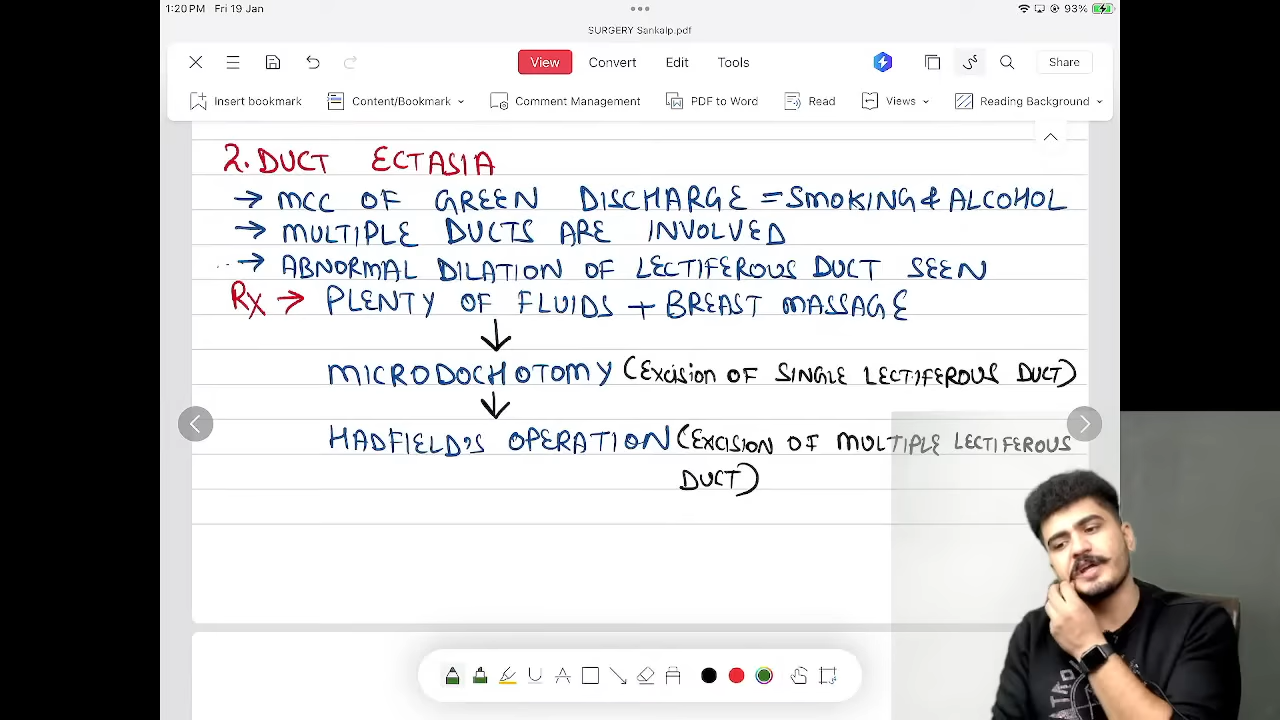 1:20 PM Fri 19 Jan
93%
SURGERY Sankalp.pdf
View Convert Edit Tools
Share
Insert bookmark Content/Bookmark Comment Management PDF to Word Read Views Reading Background
2. DUCT ECTASIA
→ MCC OF GREEN DISCHARGE = SMOKING & ALCOHOL
→ MULTIPLE DUCTS ARE INVOLVED
→ ABNORMAL DILATION OF LECTIFEROUS DUCT SEEN
Rx → PLENTY OF FLUIDS + BREAST MASSAGE
↓
MICRODOCHOTOMY (EXCISION OF SINGLE LECTIFEROUS DUCT)
↓
HADFIELD'S OPERATION (EXCISION OF MULTIPLE LECTIFEROUS
DUCT)